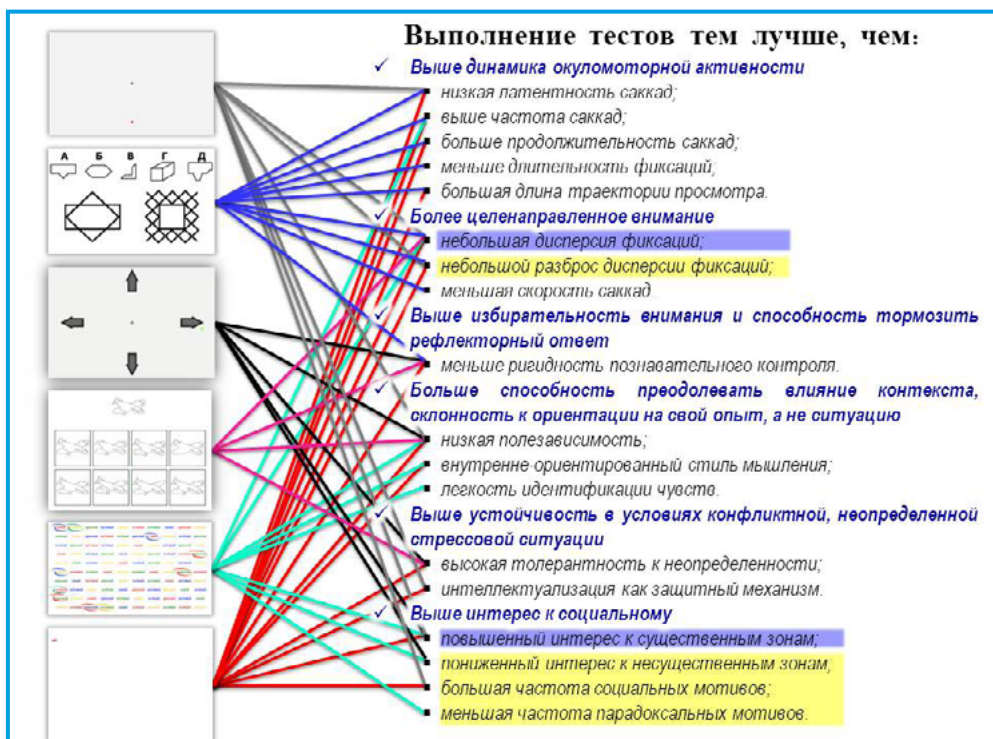 Выполнение тестов тем лучше, чем:
✓ Выше динамика окуломоторной активности
▪ низкая латентность саккад;
▪ выше частота саккад;
▪ больше продолжительность саккад;
▪ меньше длительность фиксаций;
▪ большая длина траектории просмотра.
✓ Более целенаправленное внимание
▪ небольшая дисперсия фиксаций;
▪ небольшой разброс дисперсии фиксаций;
▪ меньшая скорость саккад.
✓ Выше избирательность внимания и способность тормозить
рефлекторный ответ
▪ меньше ригидность познавательного контроля.
✓ Больше способность преодолевать влияние контекста,
склонность к ориентации на свой опыт, а не ситуацию
▪ низкая полезависимость;
▪ внутренне-ориентированный стиль мышления;
▪ легкость идентификации чувств.
✓ Выше устойчивость в условиях конфликтной, неопределенной
стрессовой ситуации
▪ высокая толерантность к неопределенности;
▪ интеллектуализация как защитный механизм.
✓ Выше интерес к социальному
▪ повышенный интерес к существенным зонам;
▪ пониженный интерес к несущественным зонам;
▪ большая частота социальных мотивов;
▪ меньшая частота парадоксальных мотивов.
А Б В Г Д